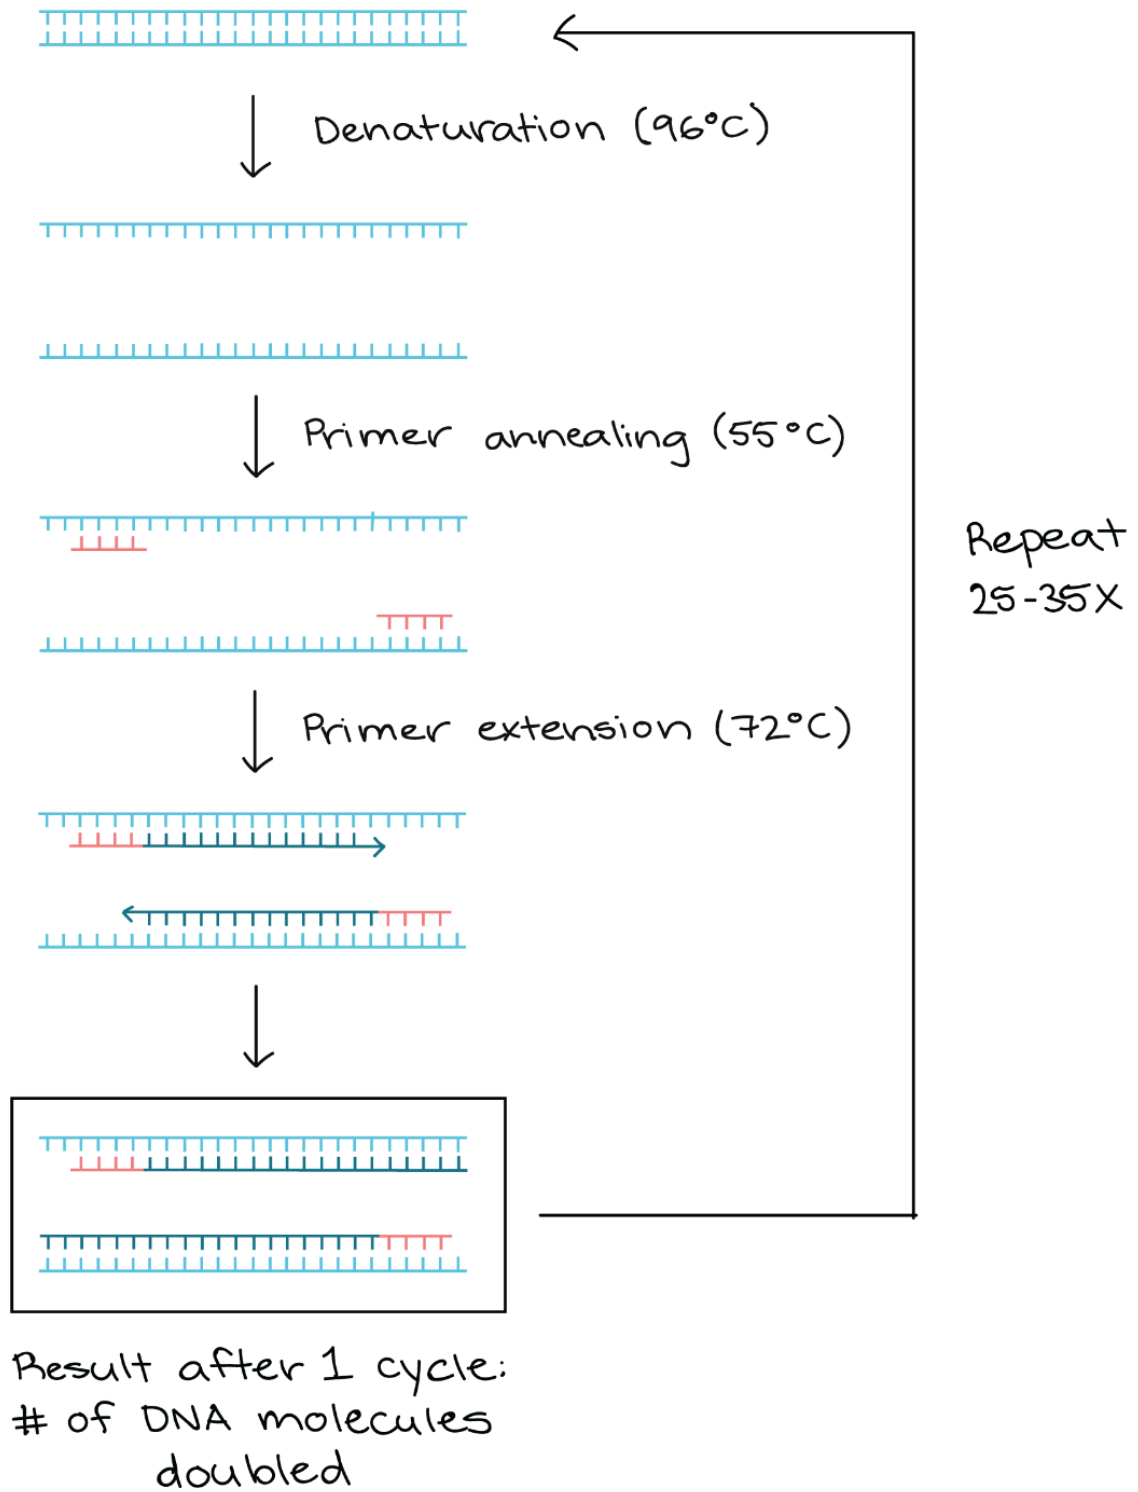 Denaturation (96°C)
Primer annealing (55°C)
Repeat
25-35X
Primer extension (72°C)
Result after 1 cycle:
# of DNA molecules
doubled